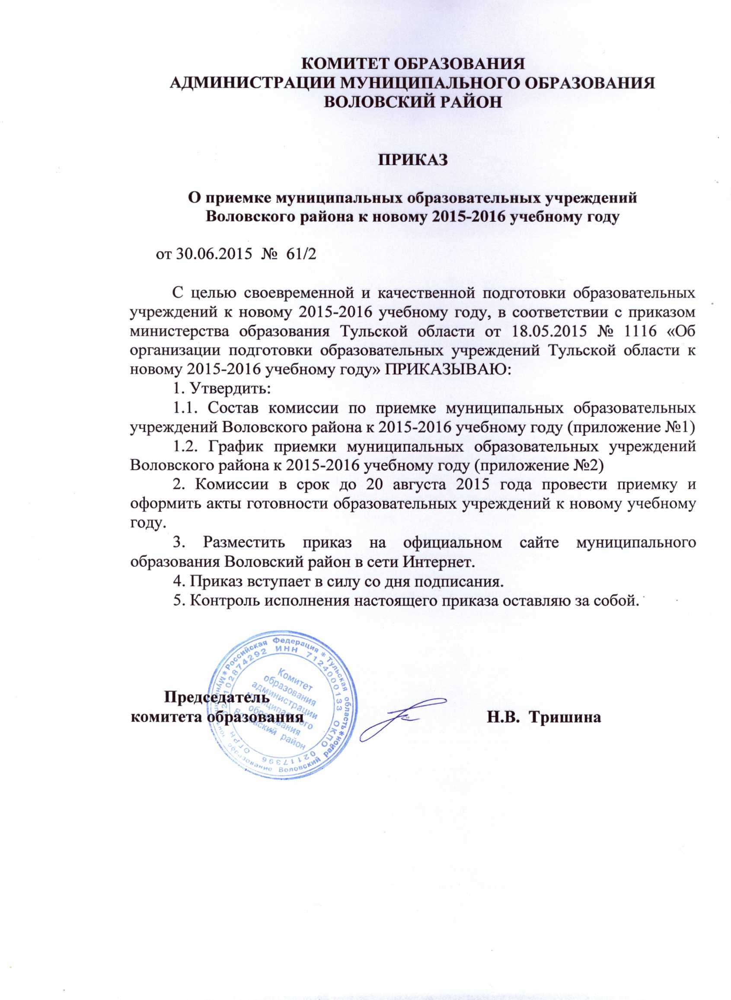 КОМИТЕТ ОБРАЗОВАНИЯ
АДМИНИСТРАЦИИ МУНИЦИПАЛЬНОГО ОБРАЗОВАНИЯ
ВОЛОВСКИЙ РАЙОН
ПРИКАЗ
О приемке муниципальных образовательных учреждений
Воловского района к новому 2015-2016 учебному году
от 30.06.2015 № 61/2
С целью своевременной и качественной подготовки образовательных
учреждений к новому 2015-2016 учебному году, в соответствии с приказом
министерства образования Тульской области от 18.05.2015 № 1116 «Об
организации подготовки образовательных учреждений Тульской области к
новому 2015-2016 учебному году» ПРИКАЗЫВАЮ:
1. Утвердить:
1.1. Состав комиссии по приемке муниципальных образовательных
учреждений Воловского района к 2015-2016 учебному году (приложение №1)
1.2. График приемки муниципальных образовательных учреждений
Воловского района к 2015-2016 учебному году (приложение №2)
2. Комиссии в срок до 20 августа 2015 года провести приемку и
оформить акты готовности образовательных учреждений к новому учебному
году.
3. Разместить приказ на официальном сайте муниципального
образования Воловский район в сети Интернет.
4. Приказ вступает в силу со дня подписания.
5. Контроль исполнения настоящего приказа оставляю за собой.
Председатель
комитета образования Н.В. Тришина
Российская Федерация * Тульская область *
образование Воловский район
ИНН 7124000133 ОКПО 02117396 ОГРН
Комитет
образования
администрации
муниципального
образования
Воловский район